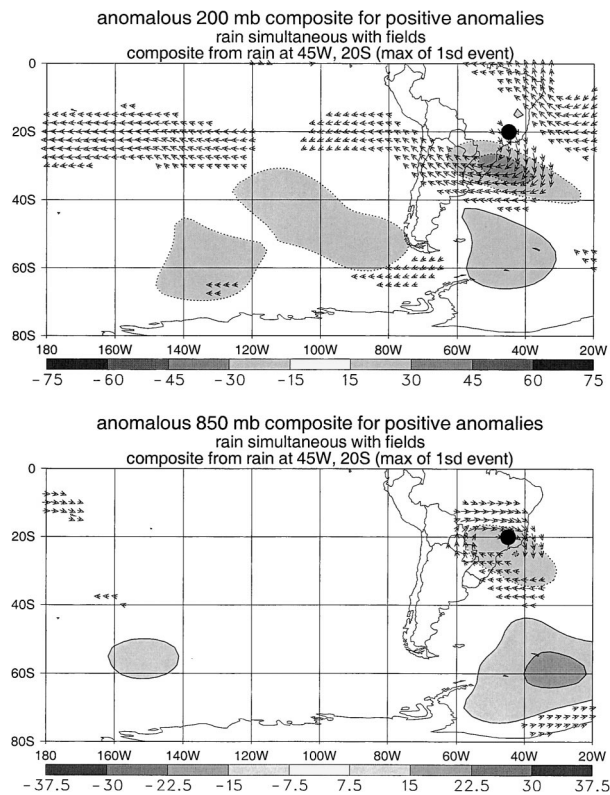 anomalous 200 mb composite for positive anomalies
rain simultaneous with fields
composite from rain at 45W, 20S (max of 1sd event)
0
20S
40S
60S
80S
180 160W 140W 120W 100W 80W 60W 40W 20W
-75 -60 -45 -30 -15 15 30 45 60 75
anomalous 850 mb composite for positive anomalies
rain simultaneous with fields
composite from rain at 45W, 20S (max of 1sd event)
0
20S
40S
60S
80S
180 160W 140W 120W 100W 80W 60W 40W 20W
-37.5 -30 -22.5 -15 -7.5 7.5 15 22.5 30 37.5